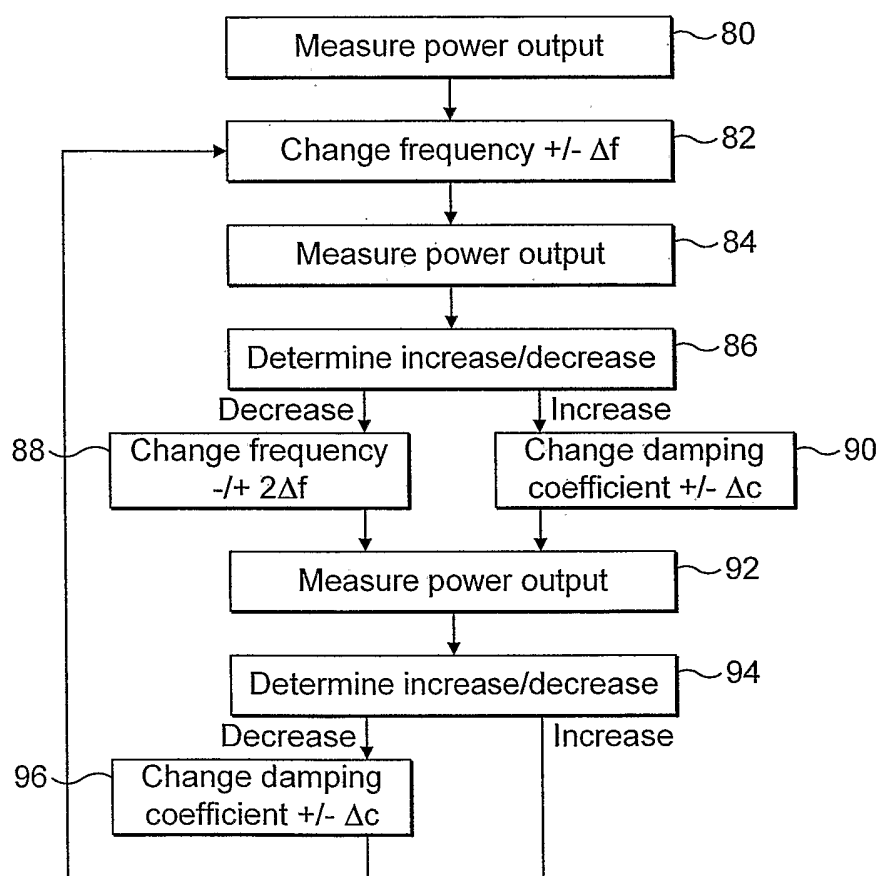 Measure power output
80
Change frequency +/- Δf
82
Measure power output
84
Determine increase/decrease
86
Decrease
Increase
88
Change frequency
-/+ 2Δf
Change damping
coefficient +/- Δc
90
Measure power output
92
Determine increase/decrease
94
Decrease
Increase
96
Change damping
coefficient +/- Δc